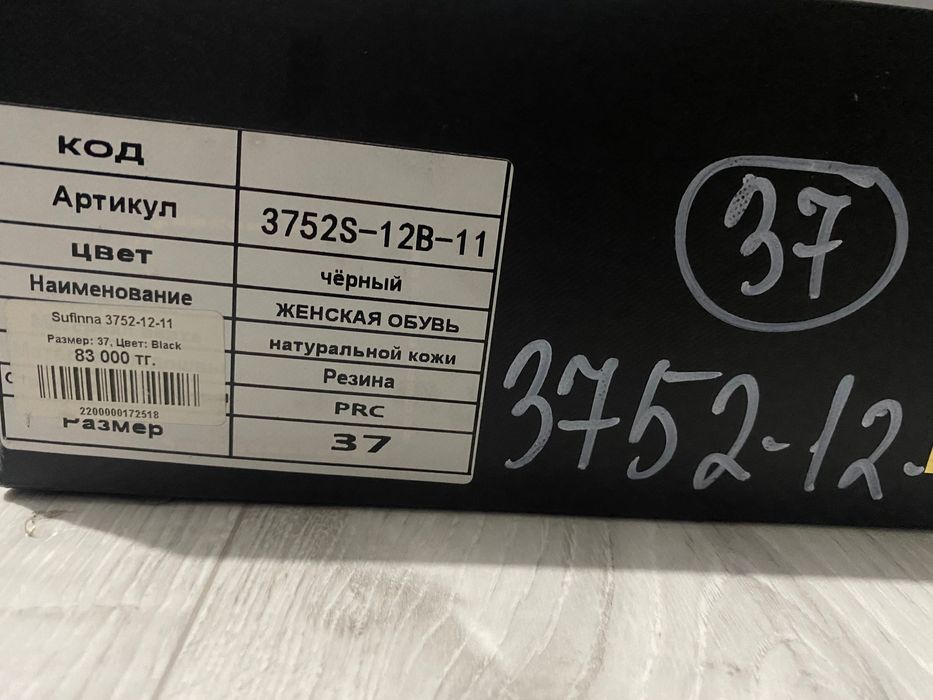 код
Артикул 3752S-12B-11
цвет чёрный
Наименование ЖЕНСКАЯ ОБУВЬ
натуральной кожи
Резина
PRC
Размер 37
Sufinna 3752-12-11
Размер: 37, Цвет: Black
83 000 тг.
2200000172518
37
3752-12-